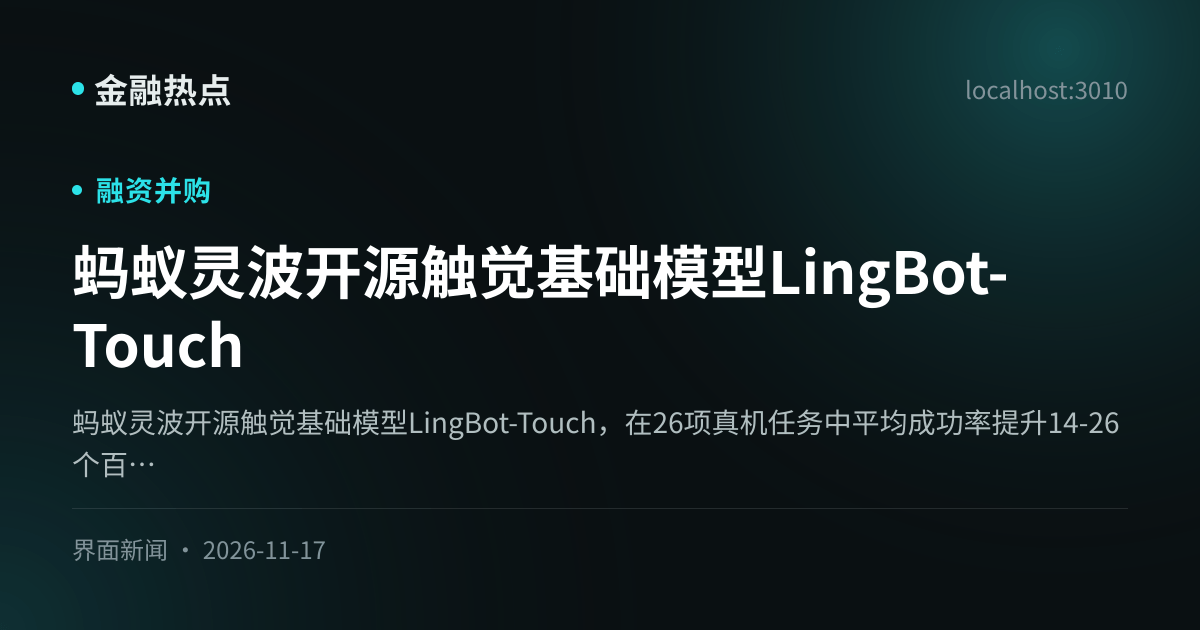 金融热点
localhost:3010
融资并购
蚂蚁灵波开源触觉基础模型LingBot-
Touch
蚂蚁灵波开源触觉基础模型LingBot-Touch，在26项真机任务中平均成功率提升14-26
个百…
界面新闻 • 2026-11-17